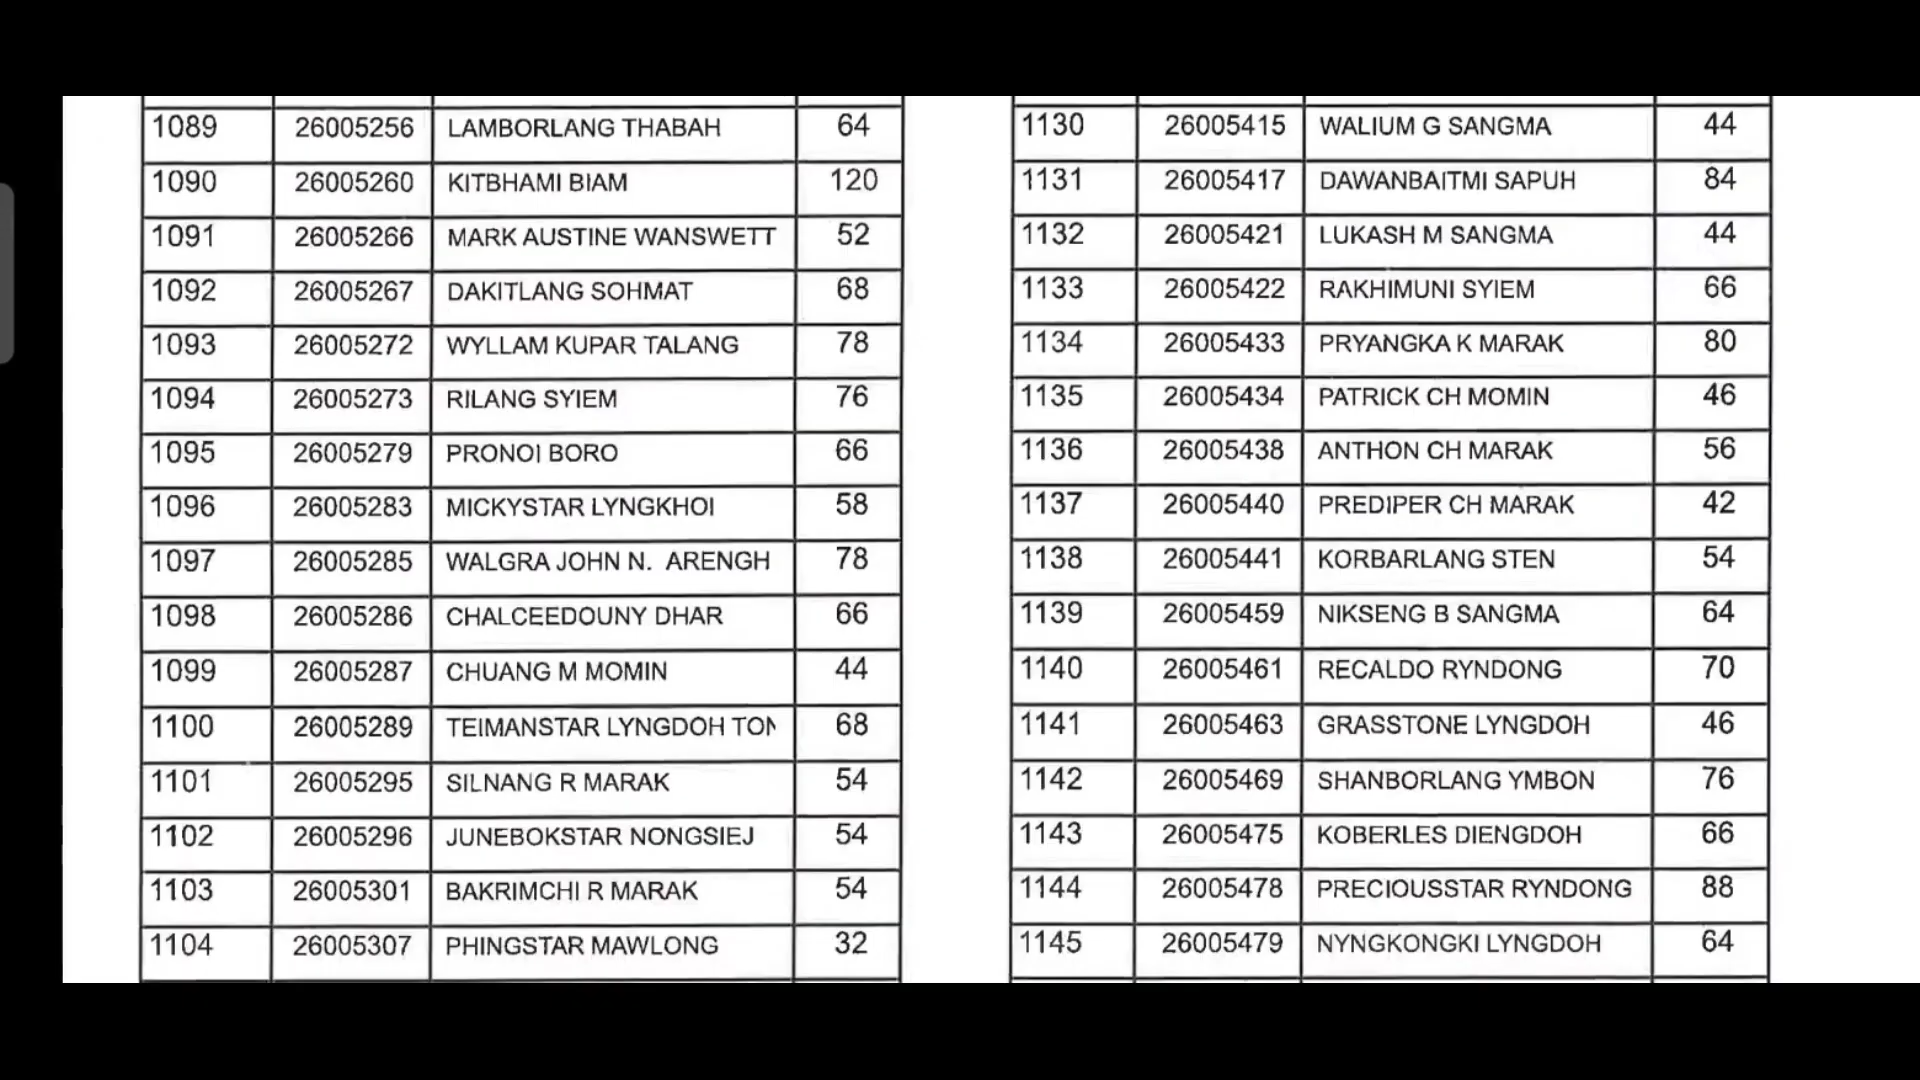 1089 26005256 LAMBORLANG THABAH 64
1090 26005260 KITBHAMI BIAM 120
1091 26005266 MARK AUSTINE WANSWETT 52
1092 26005267 DAKITLANG SOHMAT 68
1093 26005272 WYLLAM KUPAR TALANG 78
1094 26005273 RILANG SYIEM 76
1095 26005279 PRONOI BORO 66
1096 26005283 MICKYSTAR LYNGKHOI 58
1097 26005285 WALGRA JOHN N. ARENGH 78
1098 26005286 CHALCEEDOUNY DHAR 66
1099 26005287 CHUANG M MOMIN 44
1100 26005289 TEIMANSTAR LYNGDOH 68
1101 26005295 SILNANG R MARAK 54
1102 26005296 JUNEBOKSTAR NONGSIEJ 54
1103 26005301 BAKRIMCHI R MARAK 54
1104 26005307 PHINGSTAR MAWLONG 32
1130 26005415 WALIUM G SANGMA 44
1131 26005417 DAWANBAITMI SAPUH 84
1132 26005421 LUKASH M SANGMA 44
1133 26005422 RAKHIMUNI SYIEM 66
1134 26005433 PRYANGKA K MARAK 80
1135 26005434 PATRICK CH MOMIN 46
1136 26005438 ANTHON CH MARAK 56
1137 26005440 PREDIPER CH MARAK 42
1138 26005441 KORBARLANG STEN 54
1139 26005459 NIKSENG B SANGMA 64
1140 26005461 RECALDO RYNDONG 70
1141 26005463 GRASSTONE LYNGDOH 46
1142 26005469 SHANBORLANG YMBON 76
1143 26005475 KOBERLES DIENGDOH 66
1144 26005478 PRECIOUSSTAR RYNDONG 88
1145 26005479 NYNGKONGKI LYNGDOH 64